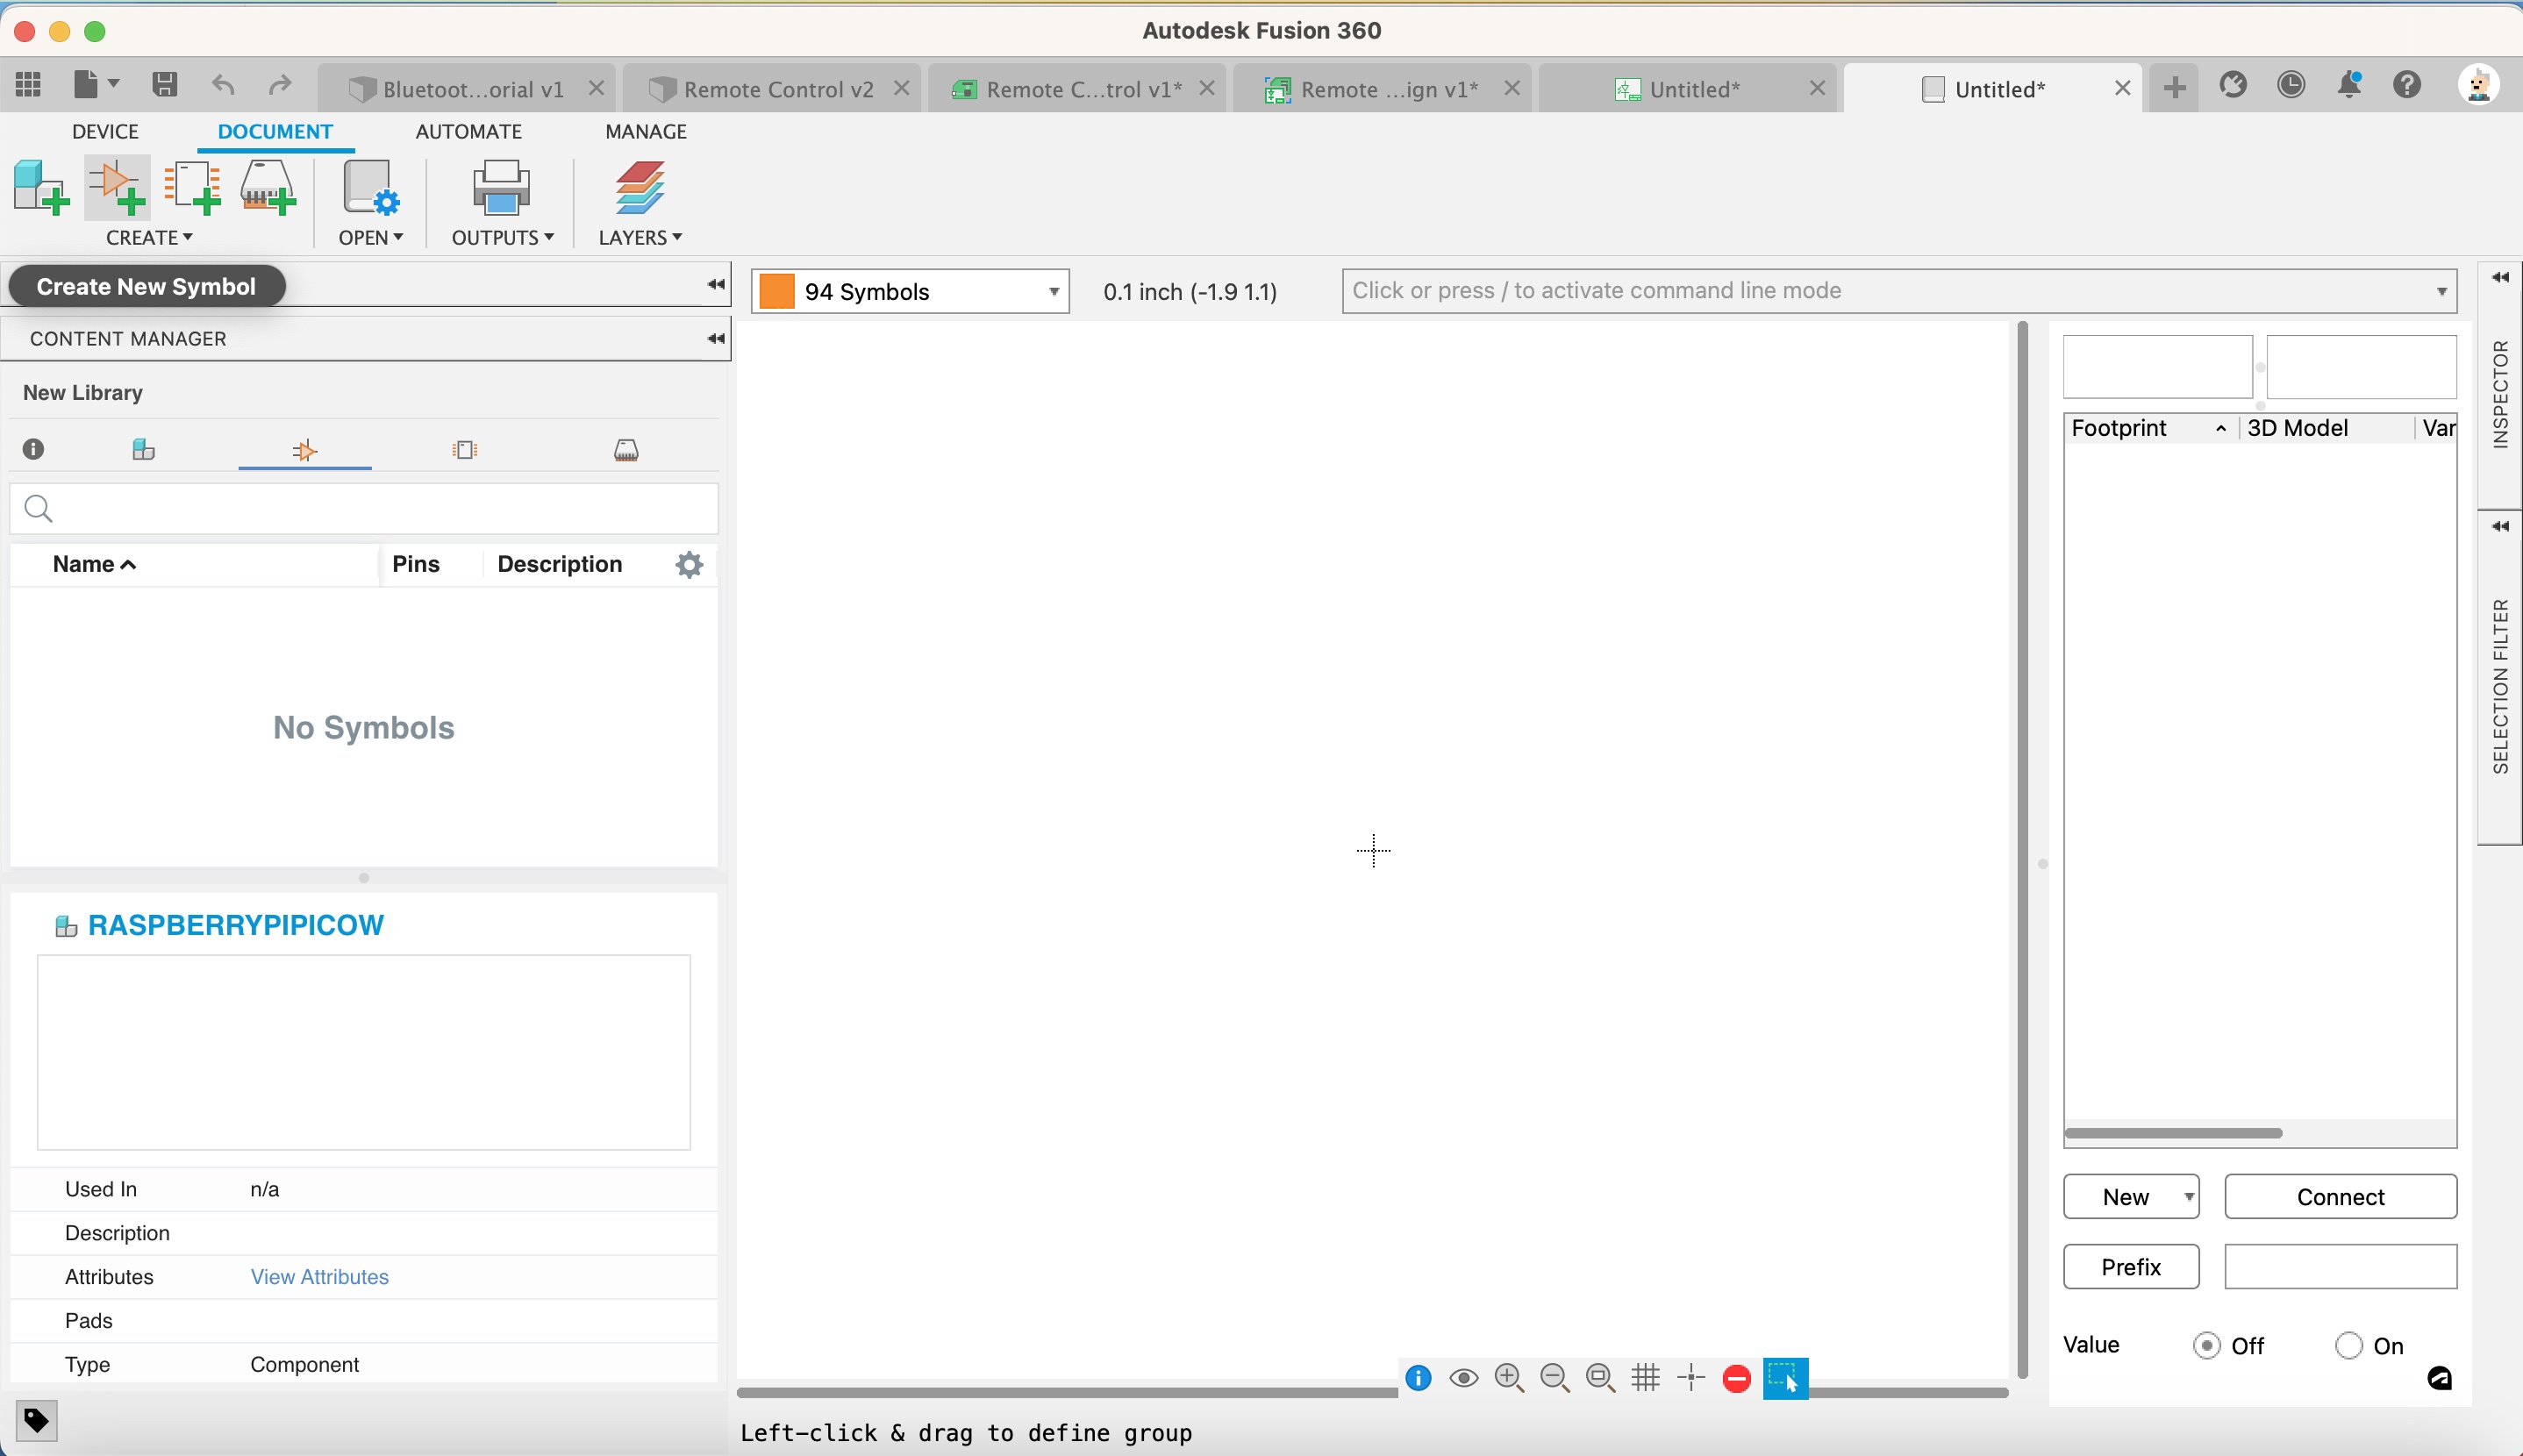 Autodesk Fusion 360
Bluetoot...orial v1
Remote Control v2
Remote C...trol v1*
Remote ...ign v1*
Untitled*
Untitled*
DEVICE DOCUMENT AUTOMATE MANAGE
CREATE OPEN OUTPUTS LAYERS
Create New Symbol
94 Symbols
0.1 inch (-1.9 1.1)
Click or press / to activate command line mode
CONTENT MANAGER
New Library
Name Pins Description
No Symbols
RASPBERRYPIPICOW
Used In n/a
Description
Attributes View Attributes
Pads
Type Component
Left-click & drag to define group
Footprint 3D Model Var
New Connect
Prefix
Value Off On
INSPECTOR
SELECTION FILTER